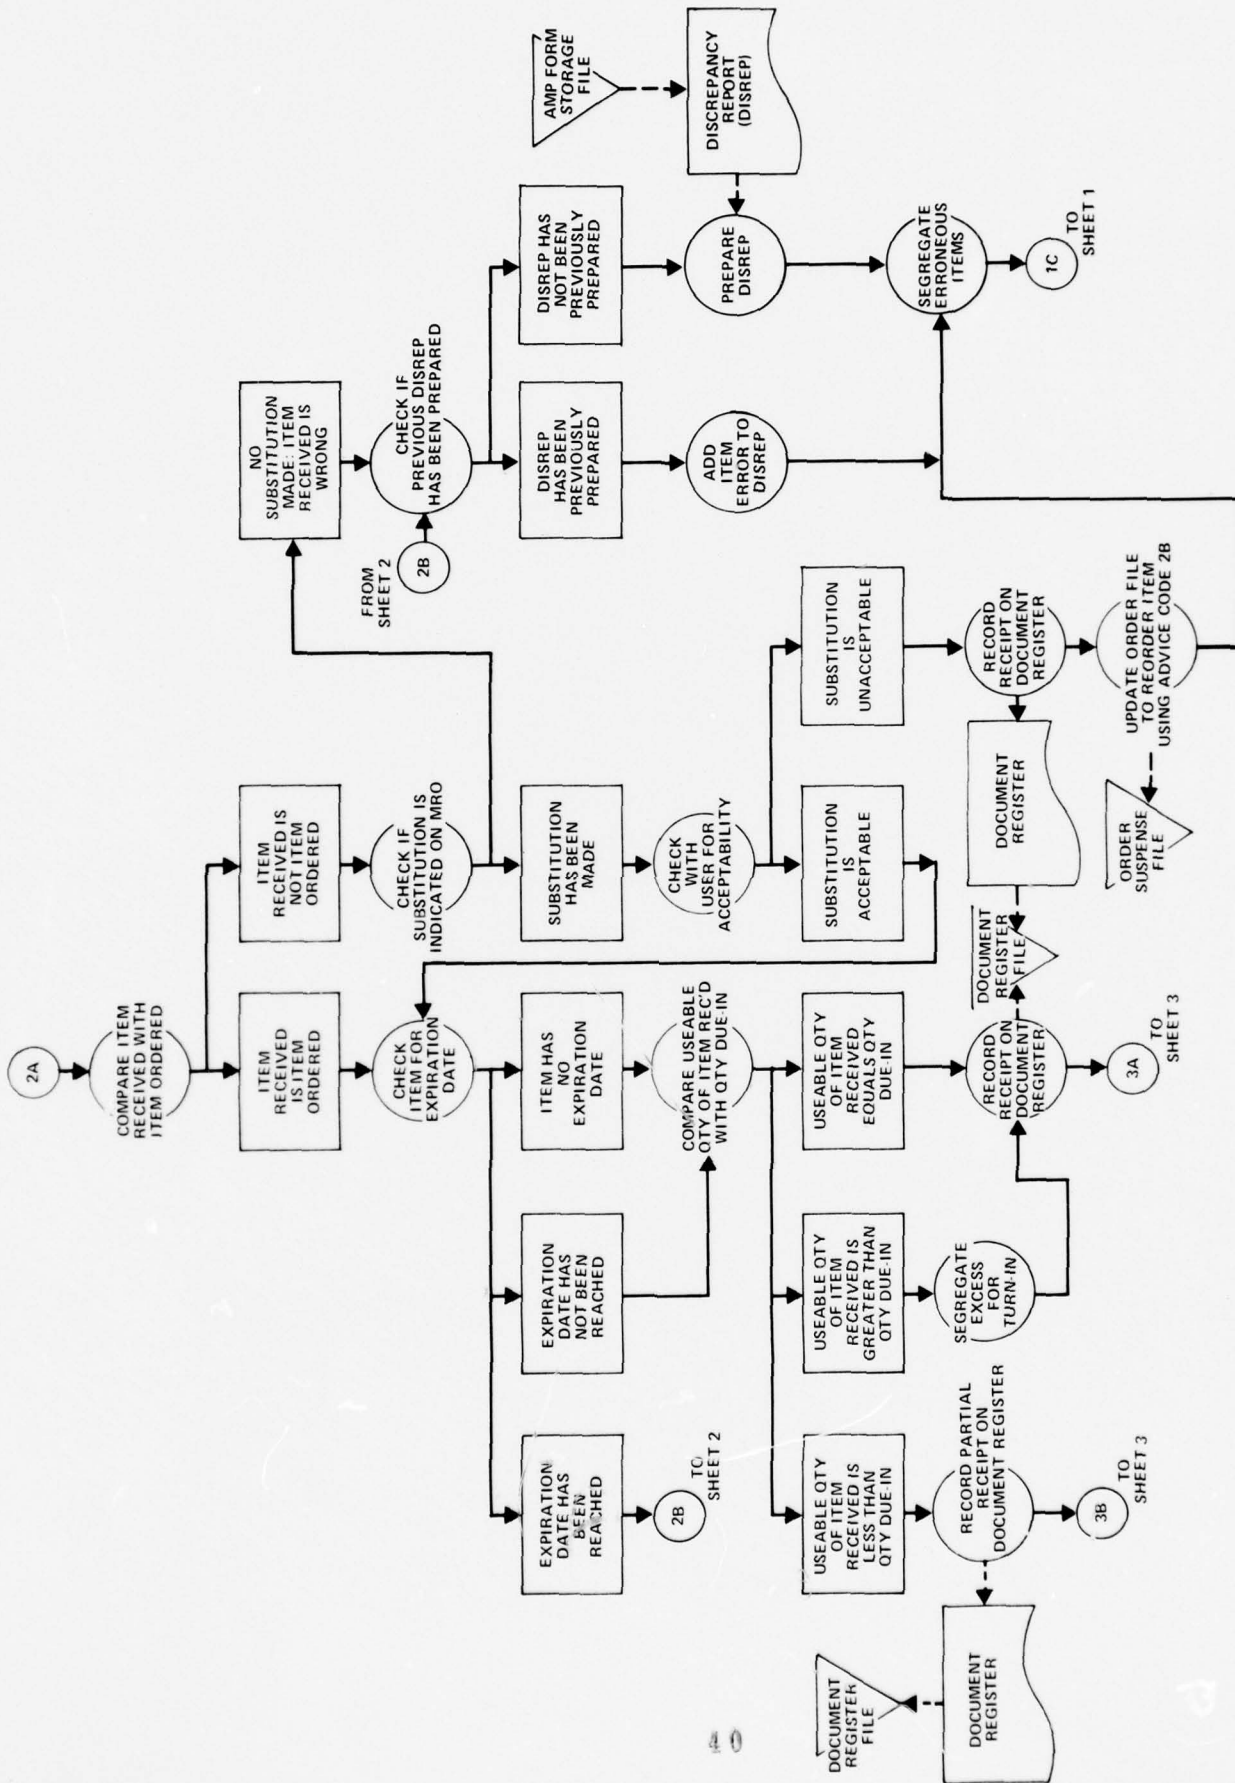 2A
COMPARE ITEM
RECEIVED WITH
ITEM ORDERED
ITEM
RECEIVED
IS ITEM
ORDERED
ITEM
RECEIVED IS
NOT ITEM
ORDERED
CHECK
ITEM FOR
EXPIRATION
DATE
CHECK IF
SUBSTITUTION IS
INDICATED ON MRO
NO
SUBSTITUTION
MADE: ITEM
RECEIVED IS
WRONG
FROM
SHEET 2
2B
CHECK IF
PREVIOUS DISREP
HAS BEEN PREPARED
EXPIRATION
DATE HAS
BEEN
REACHED
EXPIRATION
DATE HAS
NOT BEEN
REACHED
ITEM HAS
NO
EXPIRATION
DATE
SUBSTITUTION
HAS BEEN
MADE
DISREP
HAS BEEN
PREVIOUSLY
PREPARED
DISREP HAS
NOT BEEN
PREVIOUSLY
PREPARED
AMP FORM
STORAGE
FILE
2B
TO
SHEET 2
COMPARE USEABLE
QTY OF ITEM REC'D
WITH QTY DUE-IN
CHECK
WITH
USER FOR
ACCEPTABILITY
ADD
ITEM
ERROR TO
DISREP
PREPARE
DISREP
DISCREPANCY
REPORT
(DISREP)
USEABLE QTY
OF ITEM
RECEIVED IS
LESS THAN
QTY DUE-IN
USEABLE QTY
OF ITEM
RECEIVED IS
GREATER THAN
QTY DUE-IN
USEABLE QTY
OF ITEM
RECEIVED
EQUALS QTY
DUE-IN
SUBSTITUTION
IS
ACCEPTABLE
SUBSTITUTION
IS
UNACCEPTABLE
DOCUMENT
REGISTER
FILE
RECORD PARTIAL
RECEIPT ON
DOCUMENT REGISTER
SEGREGATE
EXCESS
FOR
TURN-IN
RECORD
RECEIPT ON
DOCUMENT
REGISTER
DOCUMENT
REGISTER
FILE
DOCUMENT
REGISTER
RECORD
RECEIPT ON
DOCUMENT
REGISTER
SEGREGATE
ERRONEOUS
ITEMS
DOCUMENT
REGISTER
3B
TO
SHEET 3
3A
TO
SHEET 3
ORDER
SUSPENSE
FILE
UPDATE ORDER FILE
TO REORDER ITEM
USING ADVICE CODE 2B
1C
TO
SHEET 1
40